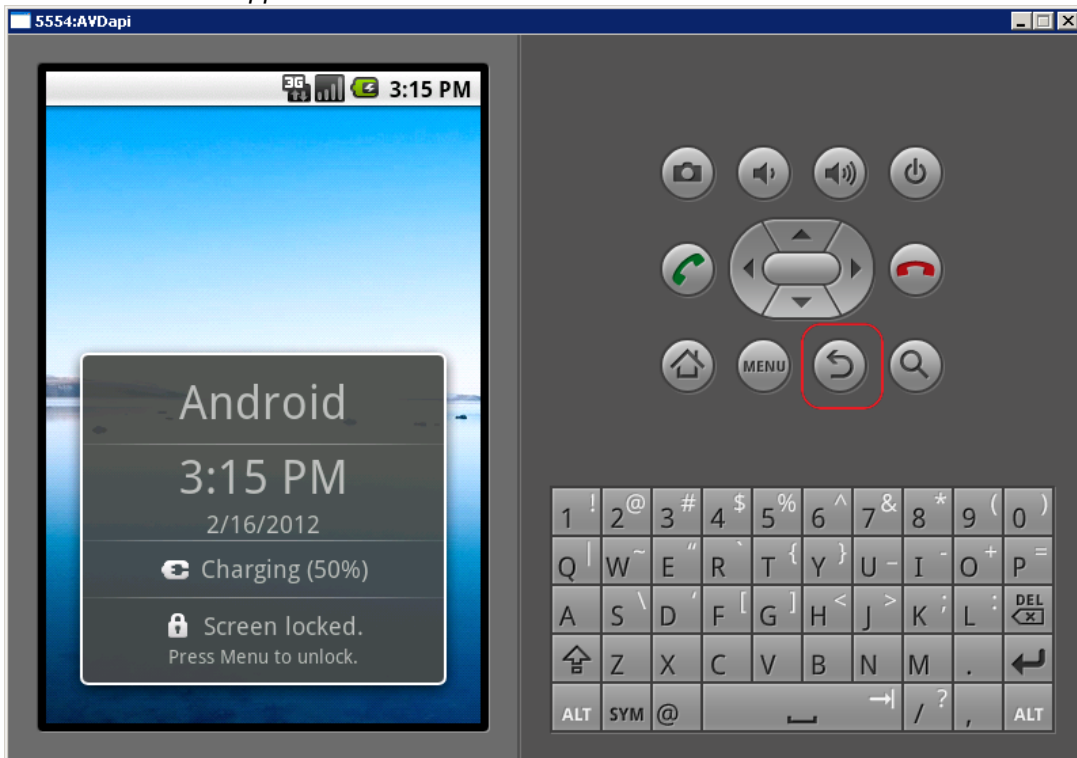 5554:AVDapi
3G 3:15 PM
Android
3:15 PM
2/16/2012
Charging (50%)
Screen locked.
Press Menu to unlock.
MENU
1 ! 2 @ 3 # 4 $ 5 % 6 ^ 7 & 8 * 9 ( 0 )
Q | W ~ E " R ` T { Y } U _ I - O + P =
A S \ D ' F [ G ] H < J > K ; L : DEL
Z X C V B N M .
ALT SYM @ / ? , ALT